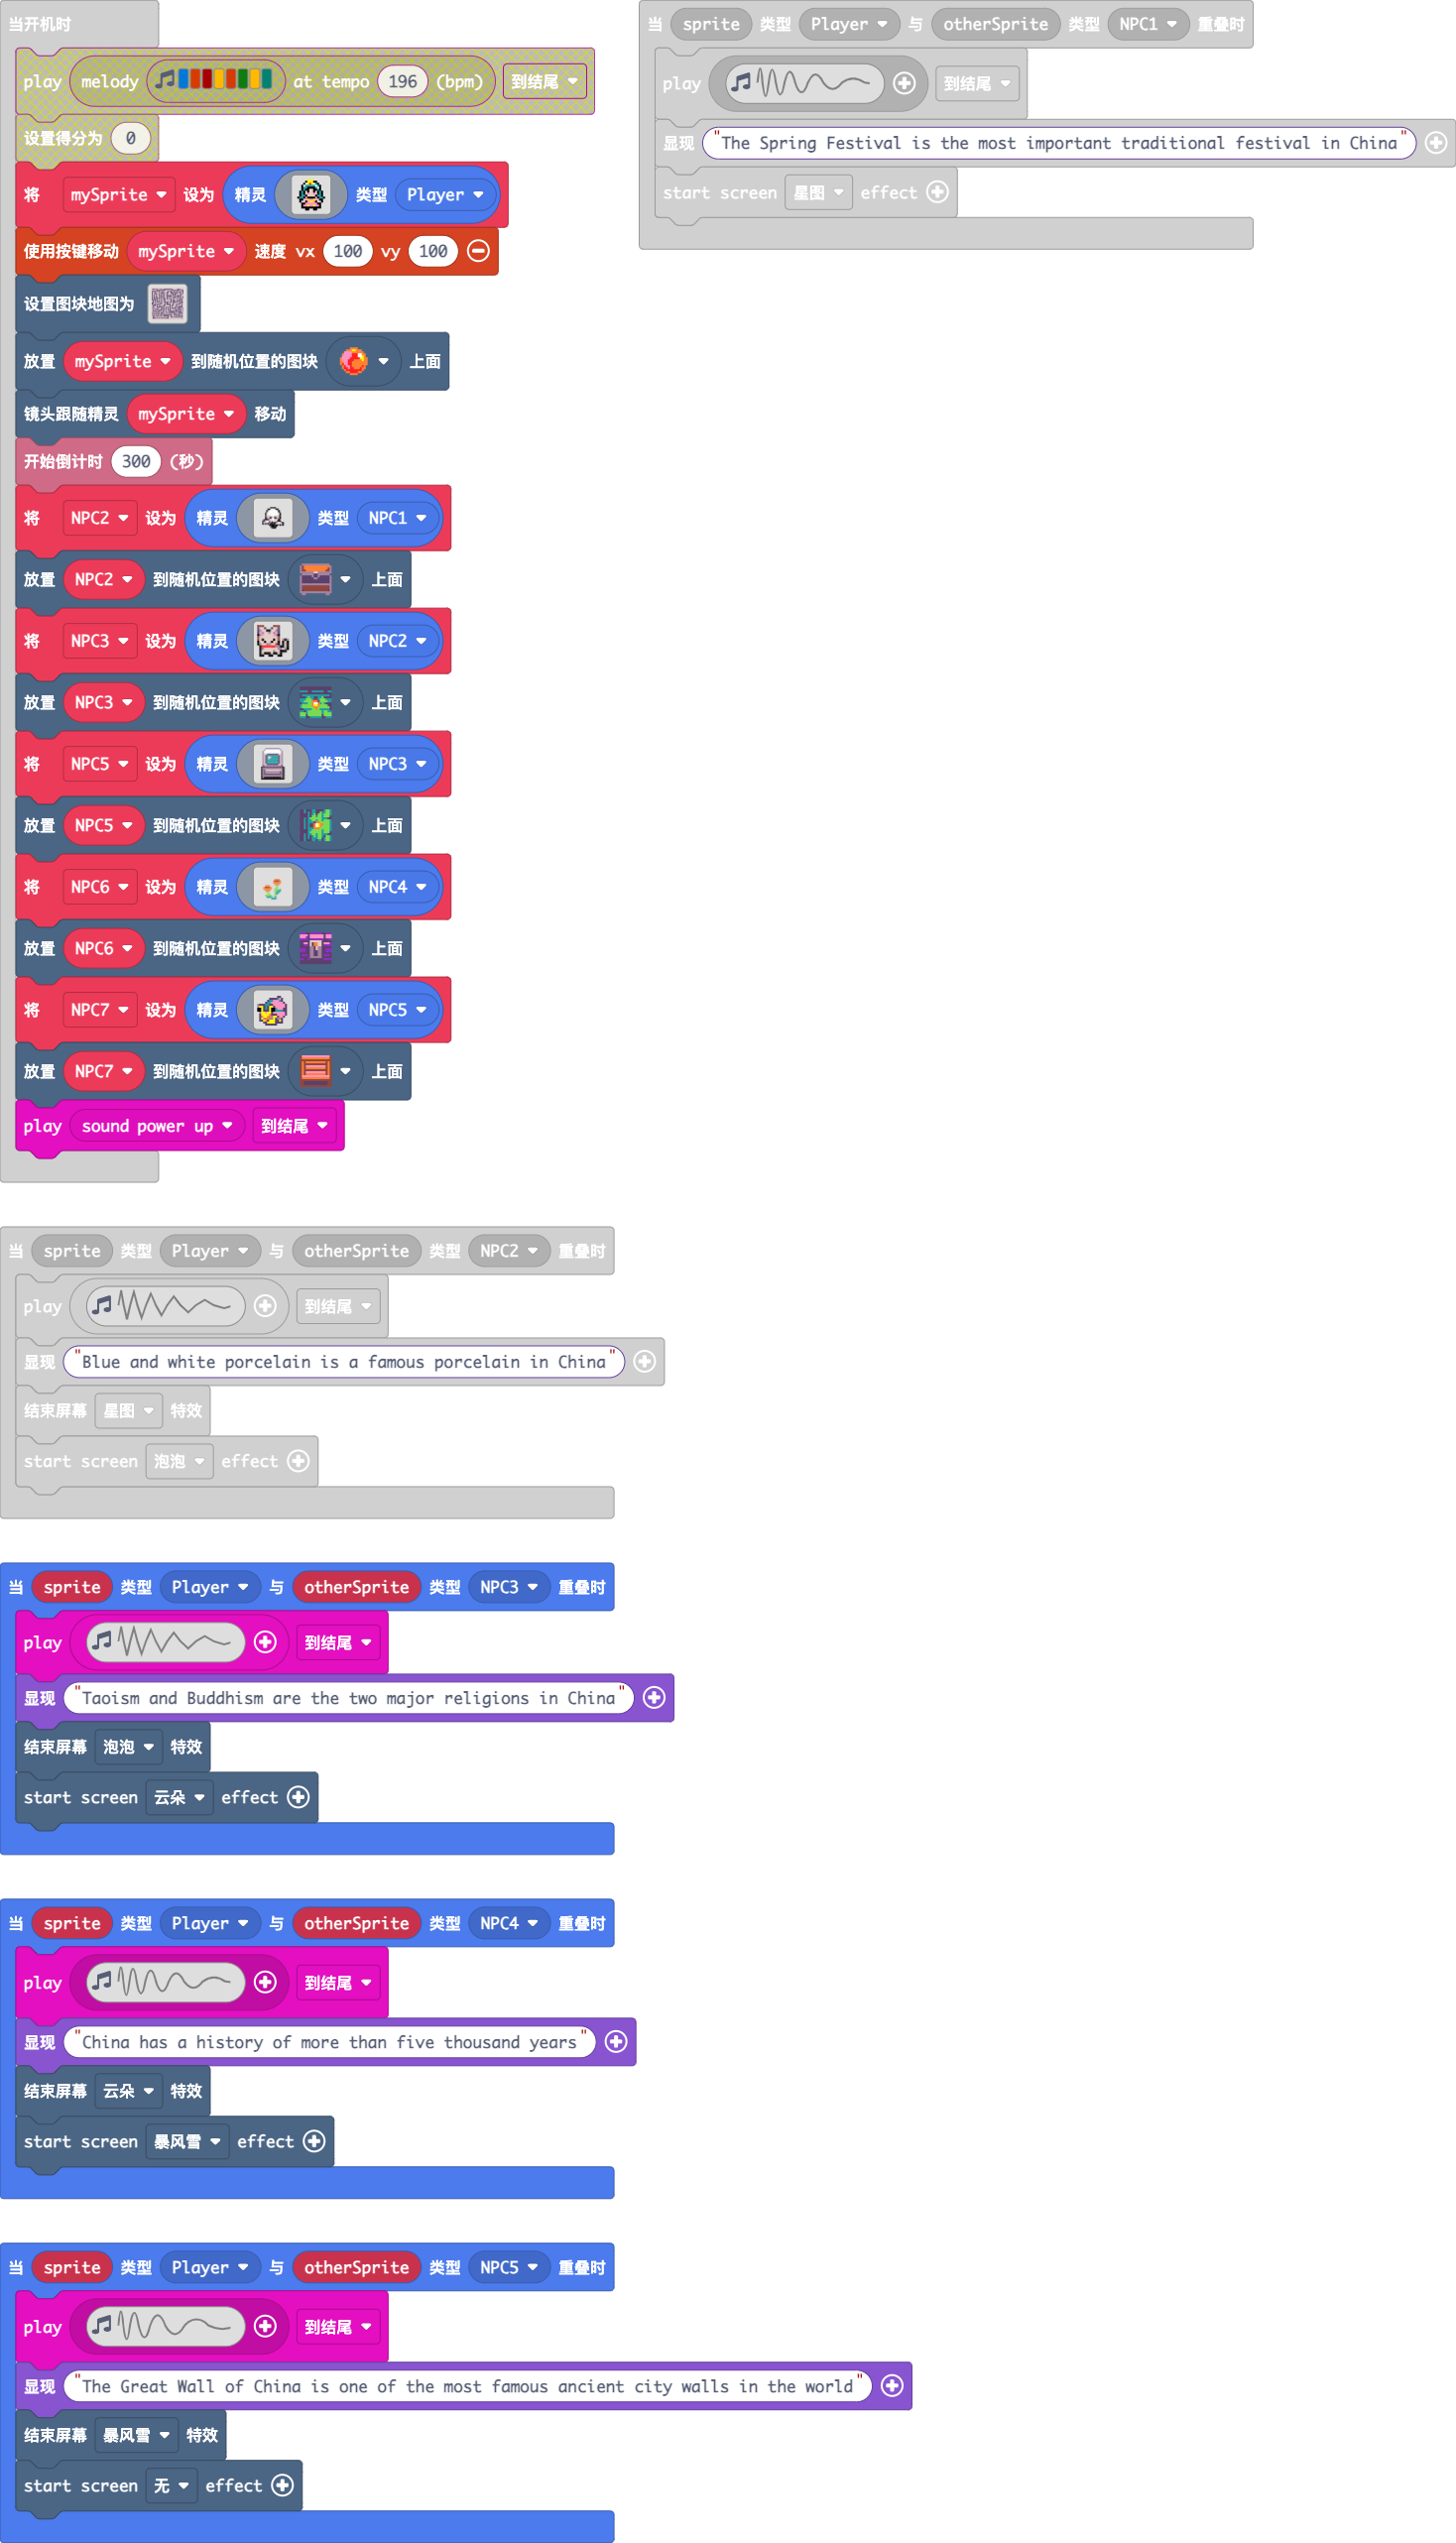 当开机时
play melody at tempo 196 (bpm) 到结尾
设置得分为 0
将 mySprite 设为 精灵 类型 Player
使用按键移动 mySprite 速度 vx 100 vy 100
设置图块地图为
放置 mySprite 到随机位置的图块 上面
镜头跟随精灵 mySprite 移动
开始倒计时 300 (秒)
将 NPC2 设为 精灵 类型 NPC1
放置 NPC2 到随机位置的图块 上面
将 NPC3 设为 精灵 类型 NPC2
放置 NPC3 到随机位置的图块 上面
将 NPC5 设为 精灵 类型 NPC3
放置 NPC5 到随机位置的图块 上面
将 NPC6 设为 精灵 类型 NPC4
放置 NPC6 到随机位置的图块 上面
将 NPC7 设为 精灵 类型 NPC5
放置 NPC7 到随机位置的图块 上面
play sound power up 到结尾
当 sprite 类型 Player 与 otherSprite 类型 NPC1 重叠时
play 到结尾
显现 "The Spring Festival is the most important traditional festival in China"
start screen 星图 effect
当 sprite 类型 Player 与 otherSprite 类型 NPC2 重叠时
play 到结尾
显现 "Blue and white porcelain is a famous porcelain in China"
结束屏幕 星图 特效
start screen 泡泡 effect
当 sprite 类型 Player 与 otherSprite 类型 NPC3 重叠时
play 到结尾
显现 "Taoism and Buddhism are the two major religions in China"
结束屏幕 泡泡 特效
start screen 云朵 effect
当 sprite 类型 Player 与 otherSprite 类型 NPC4 重叠时
play 到结尾
显现 "China has a history of more than five thousand years"
结束屏幕 云朵 特效
start screen 暴风雪 effect
当 sprite 类型 Player 与 otherSprite 类型 NPC5 重叠时
play 到结尾
显现 "The Great Wall of China is one of the most famous ancient city walls in the world"
结束屏幕 暴风雪 特效
start screen 无 effect